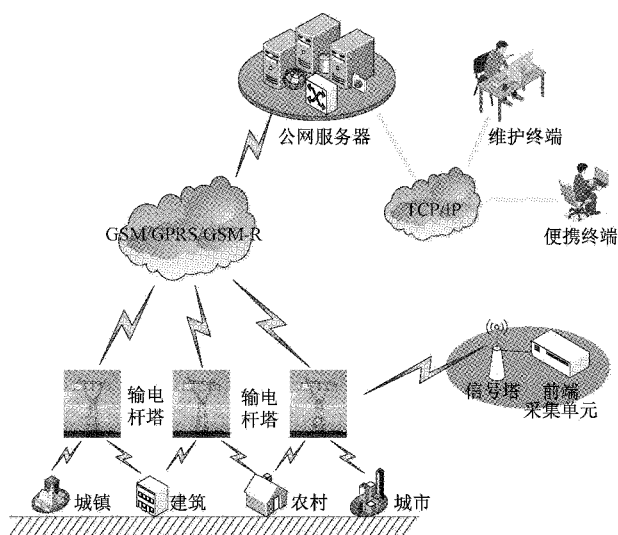 公网服务器
维护终端
TCP/IP
GSM/GPRS/GSM-R
便携终端
输电
杆塔
输电
杆塔
信号塔
前端
采集单元
城镇
建筑
农村
城市